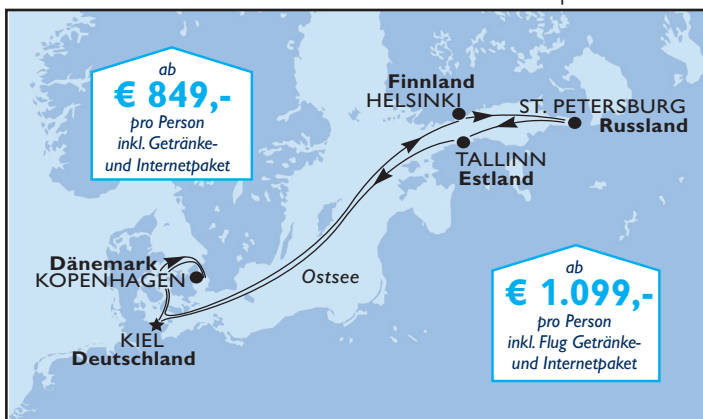 ab
€ 849,-
pro Person
inkl. Getränke-
und Internetpaket
Finnland
HELSINKI
ST. PETERSBURG
Russland
TALLINN
Estland
Dänemark
KOPENHAGEN
Ostsee
KIEL
Deutschland
ab
€ 1.099,-
pro Person
inkl. Flug Getränke-
und Internetpaket